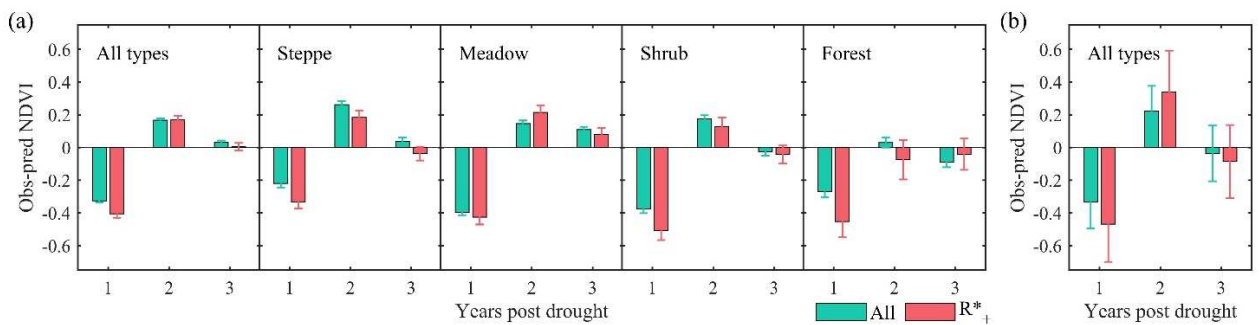 (a)
All types
Steppe
Meadow
Shrub
Forest
Obs-pred NDVI
0.6
0.4
0.2
0
-0.2
-0.4
-0.6
1 2 3 1 2 3 1 2 3 1 2 3 1 2 3
Years post drought
All R*+
(b)
All types
Obs-pred NDVI
0.6
0.4
0.2
0
-0.2
-0.4
-0.6
1 2 3